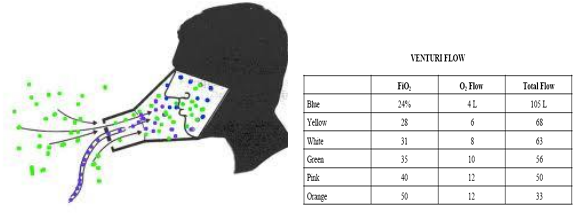 VENTURI FLOW
FiO₂ O₂ Flow Total Flow
Blue 24% 4 L 105 L
Yellow 28 6 68
White 31 8 63
Green 35 10 56
Pink 40 12 50
Orange 50 12 33